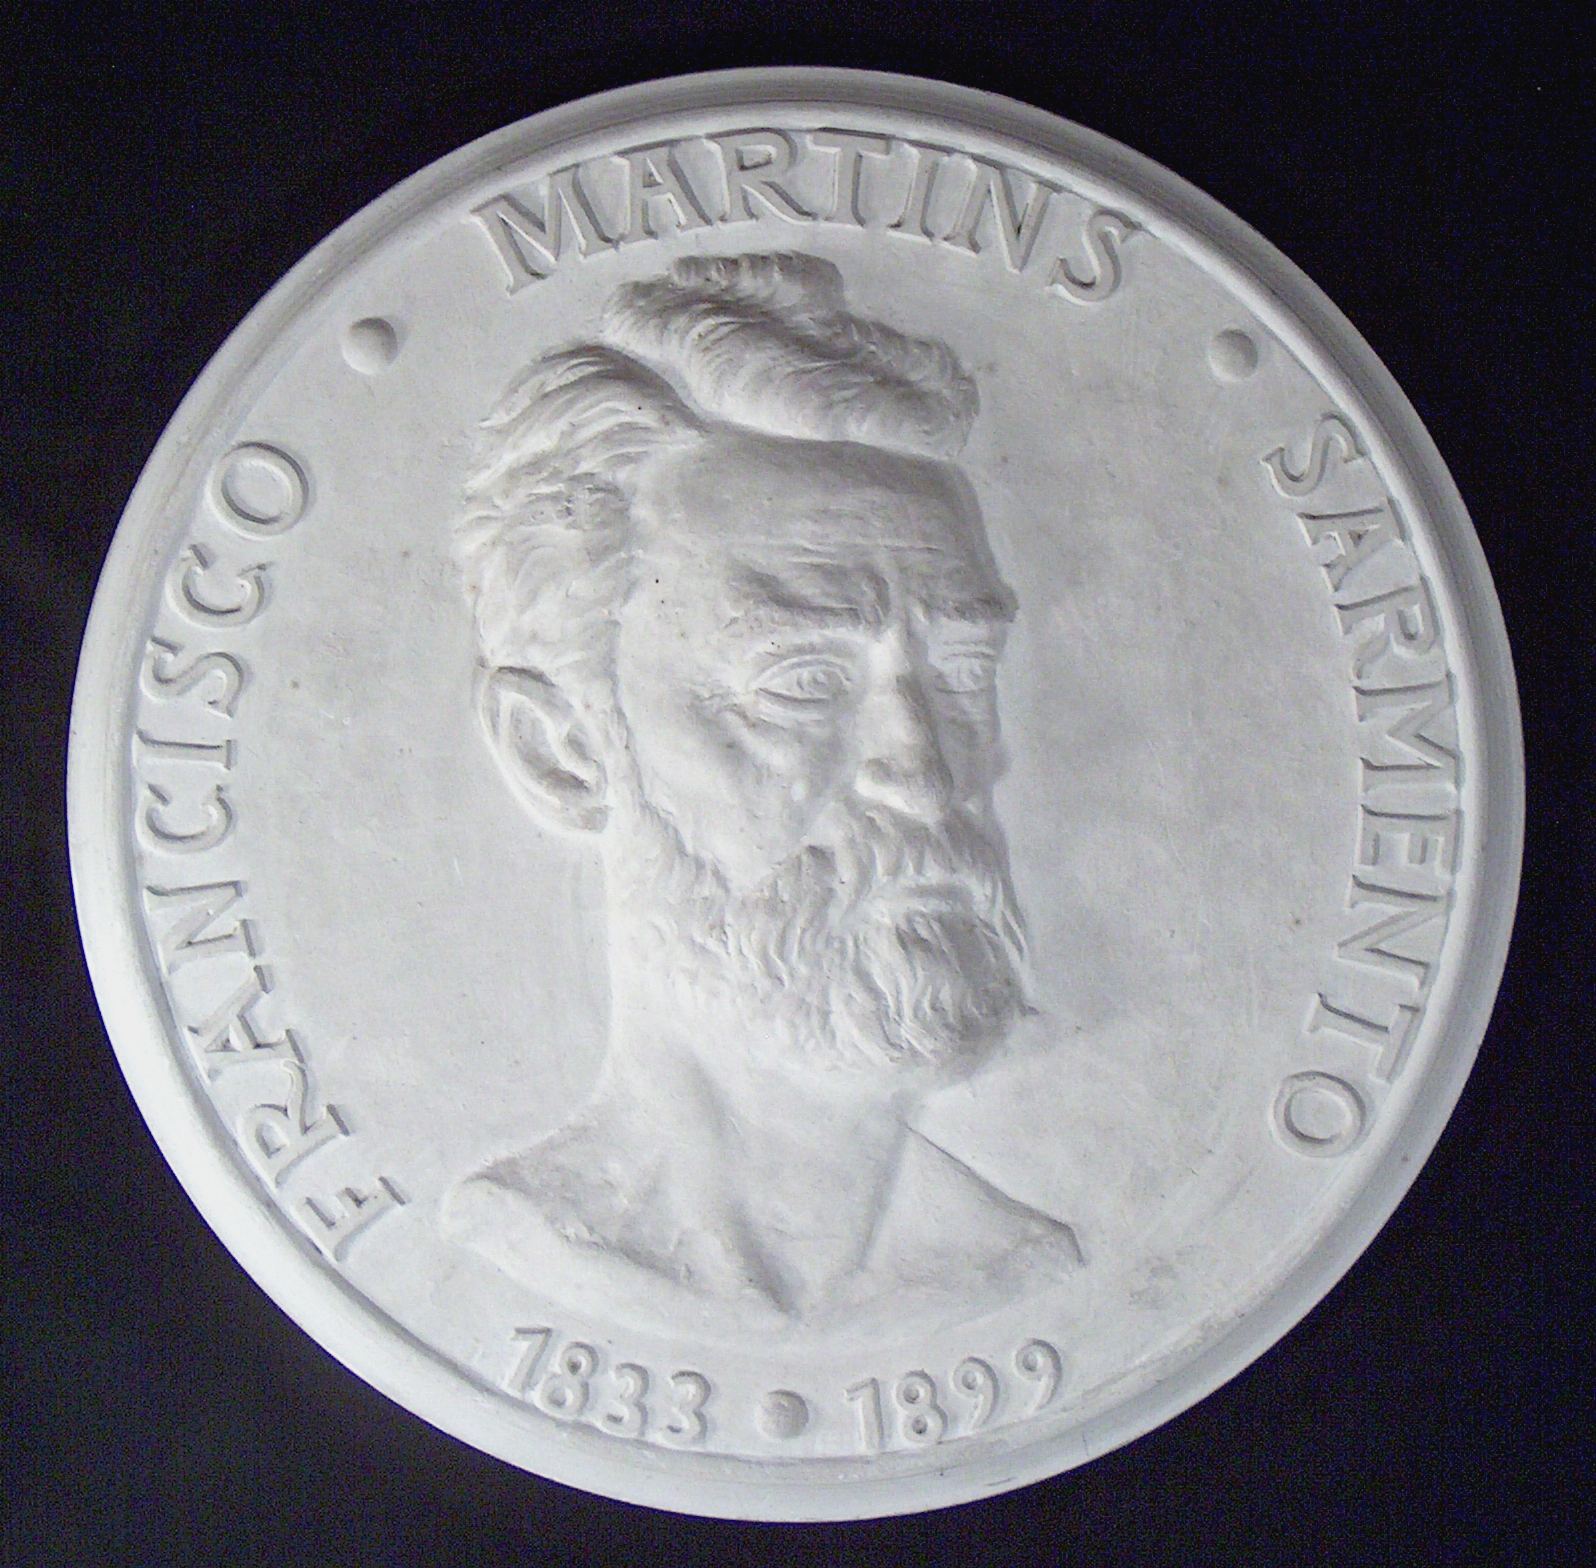 FRANCISCO • MARTINS • SARMENTO
1833 • 1899